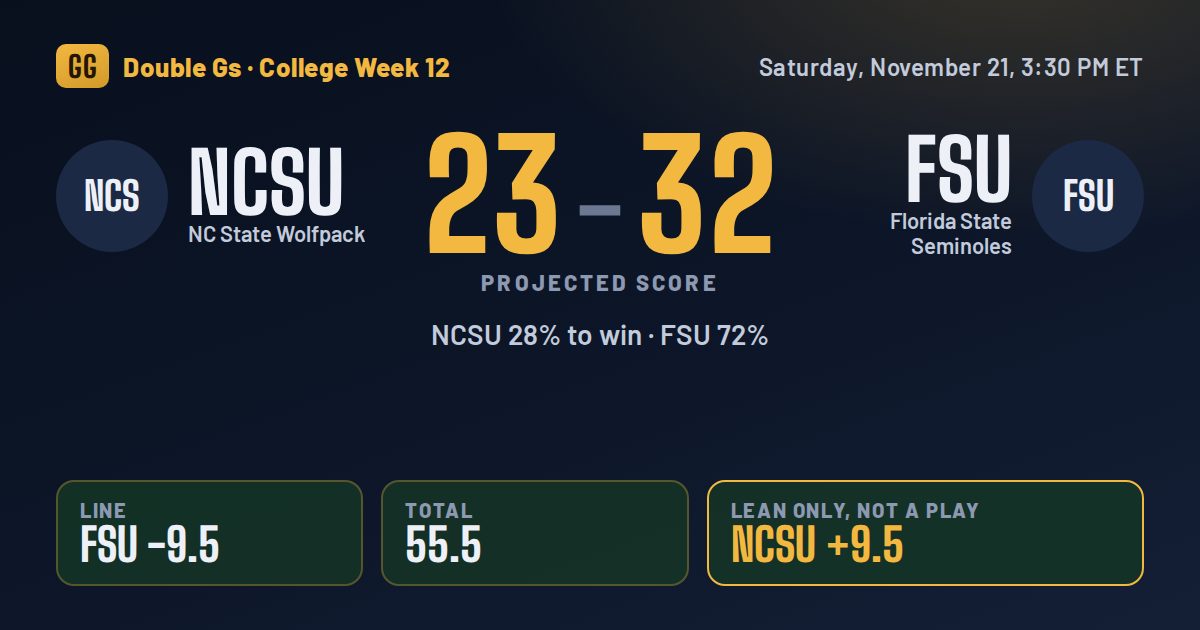 GG
Double Gs · College Week 12
Saturday, November 21, 3:30 PM ET
NCS
NCSU
NC State Wolfpack
23 – 32
PROJECTED SCORE
NCSU 28% to win · FSU 72%
FSU
Florida State
Seminoles
FSU
LINE
FSU −9.5
TOTAL
55.5
LEAN ONLY, NOT A PLAY
NCSU +9.5